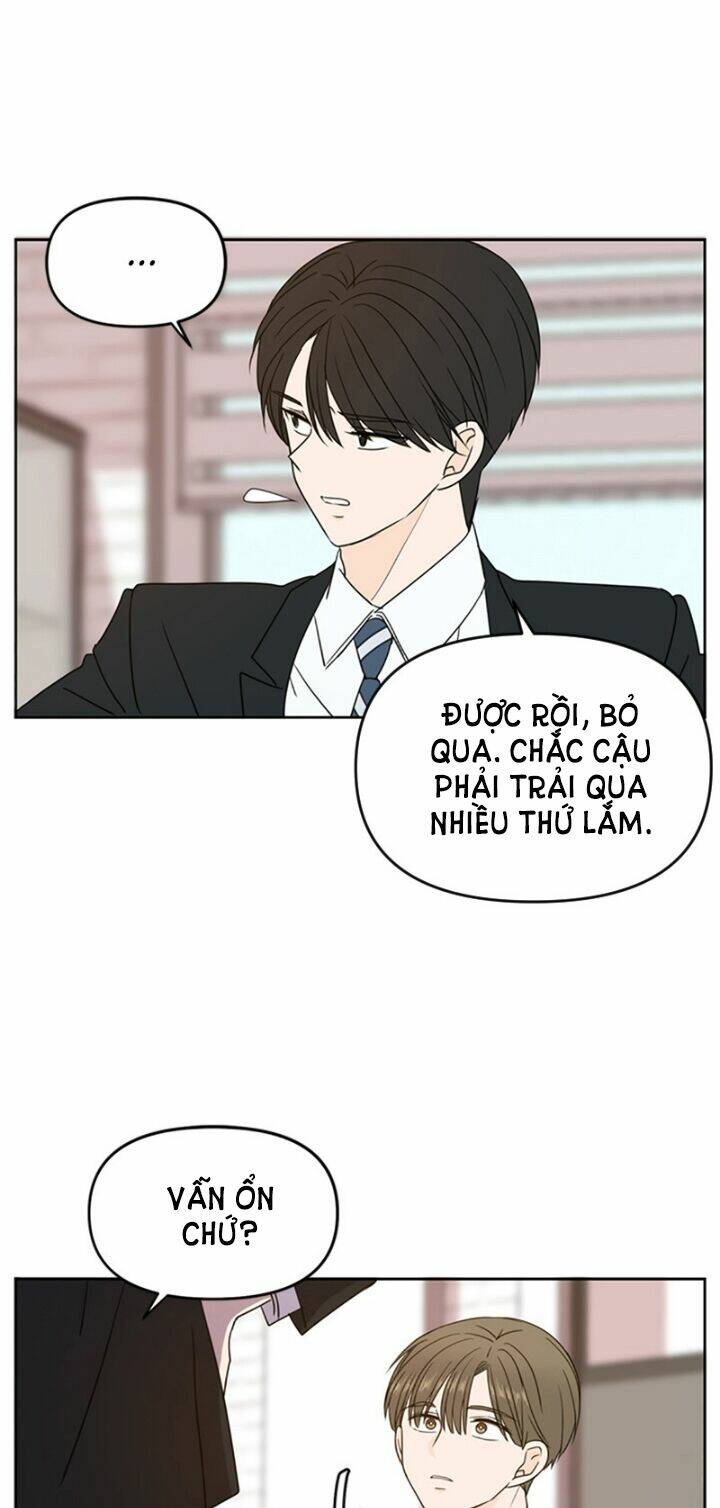 ...
ĐƯỢC RỒI, BỎ
QUA. CHẮC CẬU
PHẢI TRẢI QUA
NHIỀU THỨ LẮM.
VẪN ỔN
CHỨ?